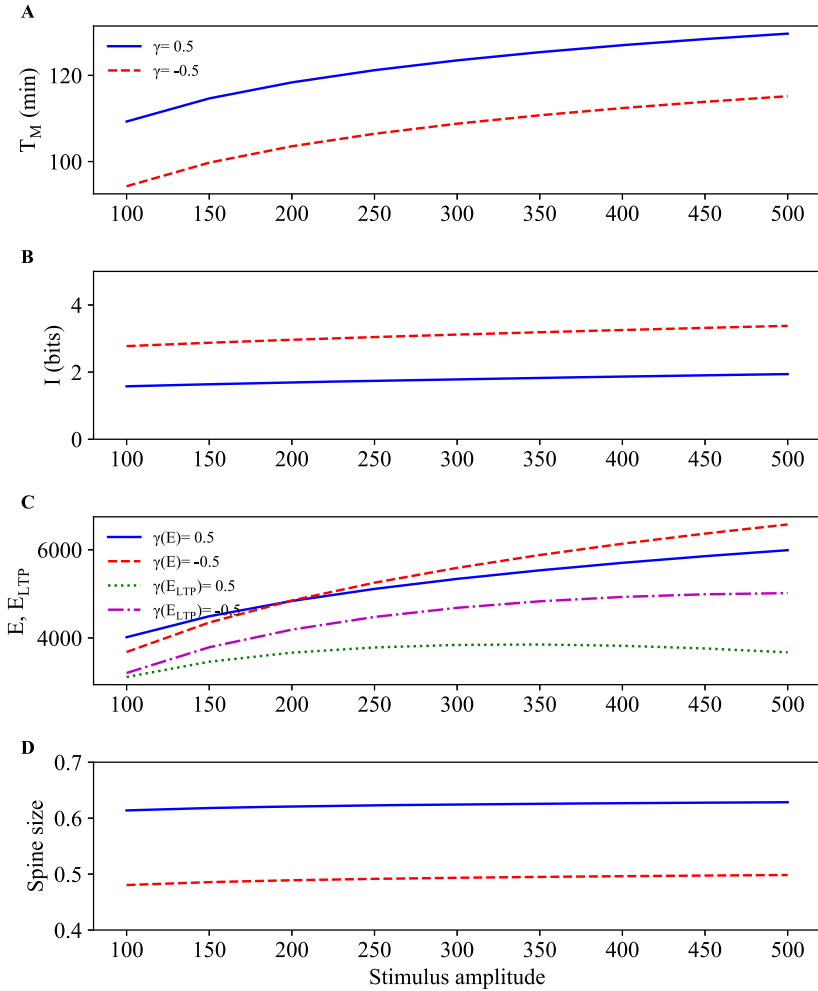 A
γ= 0.5
γ= -0.5
T_M (min)
120
100
100 150 200 250 300 350 400 450 500
B
I (bits)
4
2
0
100 150 200 250 300 350 400 450 500
C
γ(E)= 0.5
γ(E)= -0.5
γ(E_LTP)= 0.5
γ(E_LTP)= -0.5
E, E_LTP
6000
4000
100 150 200 250 300 350 400 450 500
D
Spine size
0.7
0.6
0.5
0.4
100 150 200 250 300 350 400 450 500
Stimulus amplitude